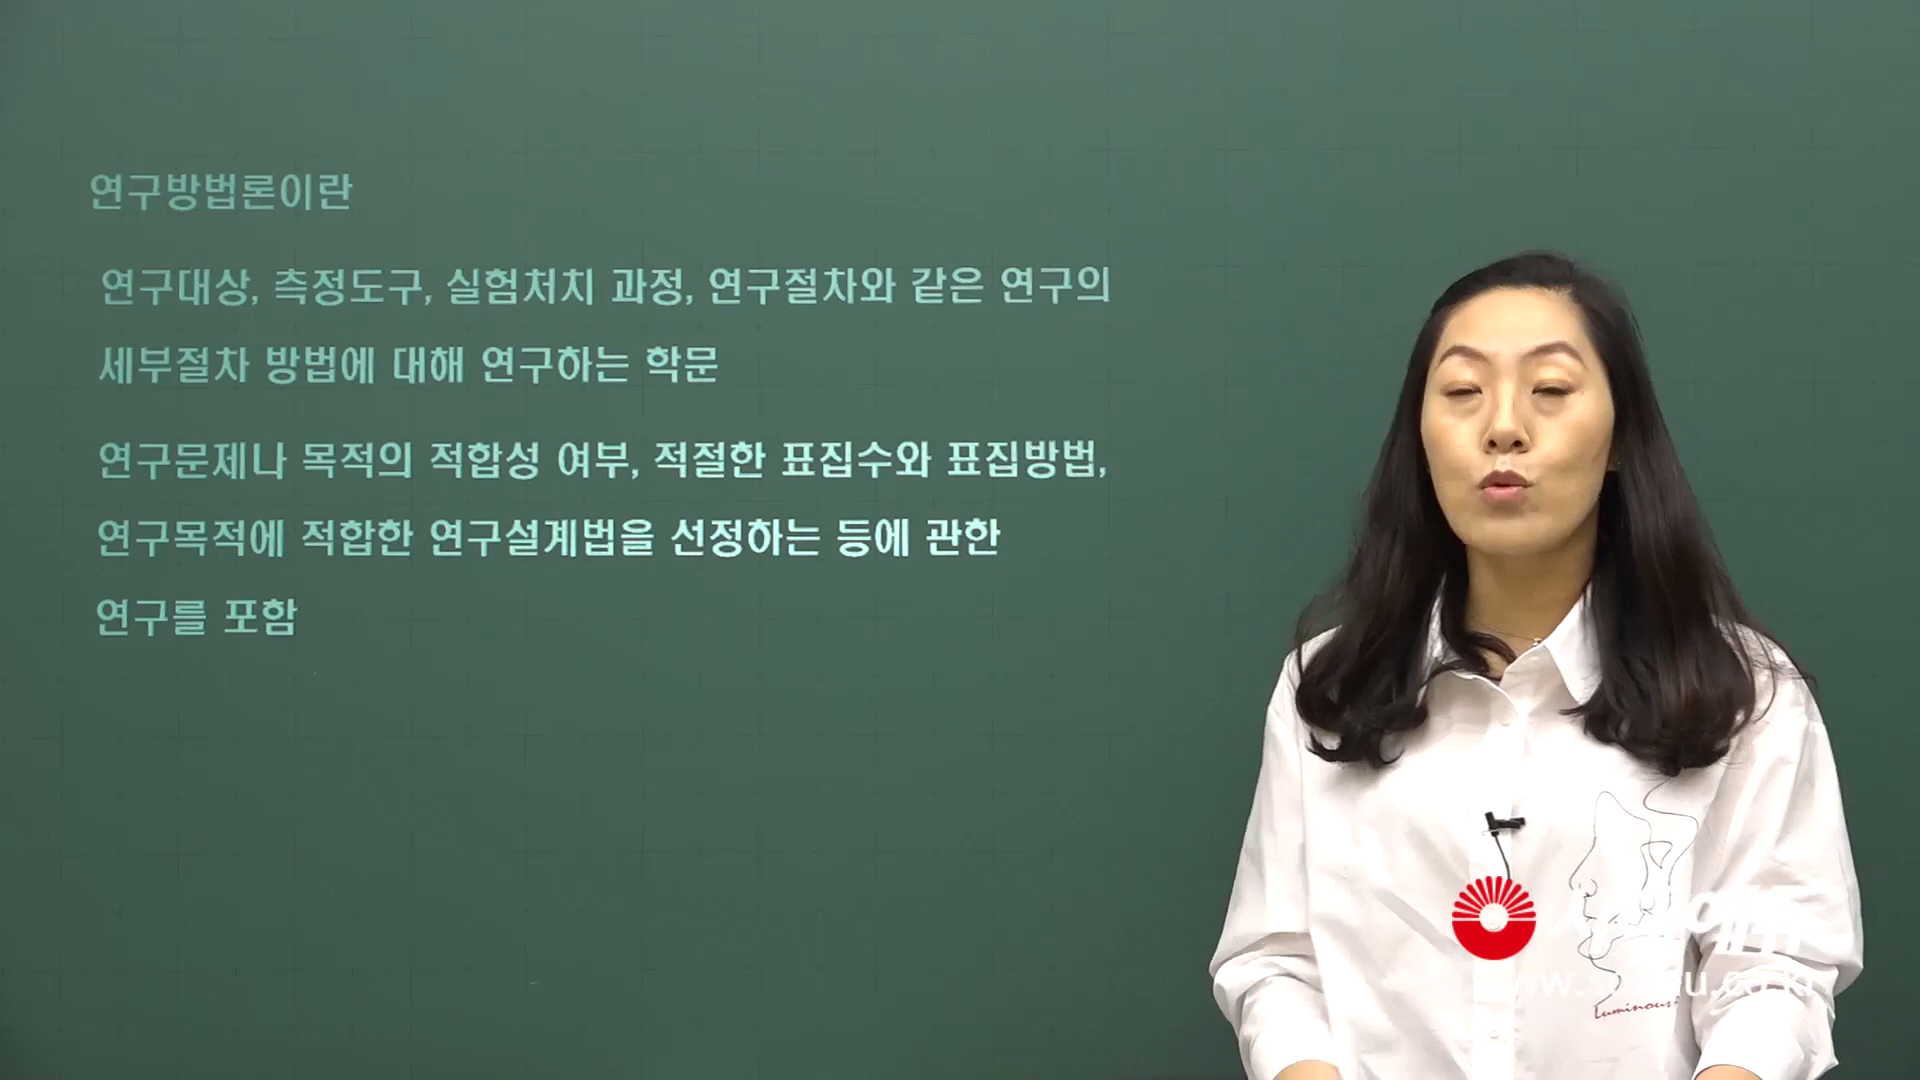 연구방법론이란
연구대상, 측정도구, 실험처치 과정, 연구절차와 같은 연구의
세부절차 방법에 대해 연구하는 학문
연구문제나 목적의 적합성 여부, 적절한 표집수와 표집방법,
연구목적에 적합한 연구설계법을 선정하는 등에 관한
연구를 포함
Luminous